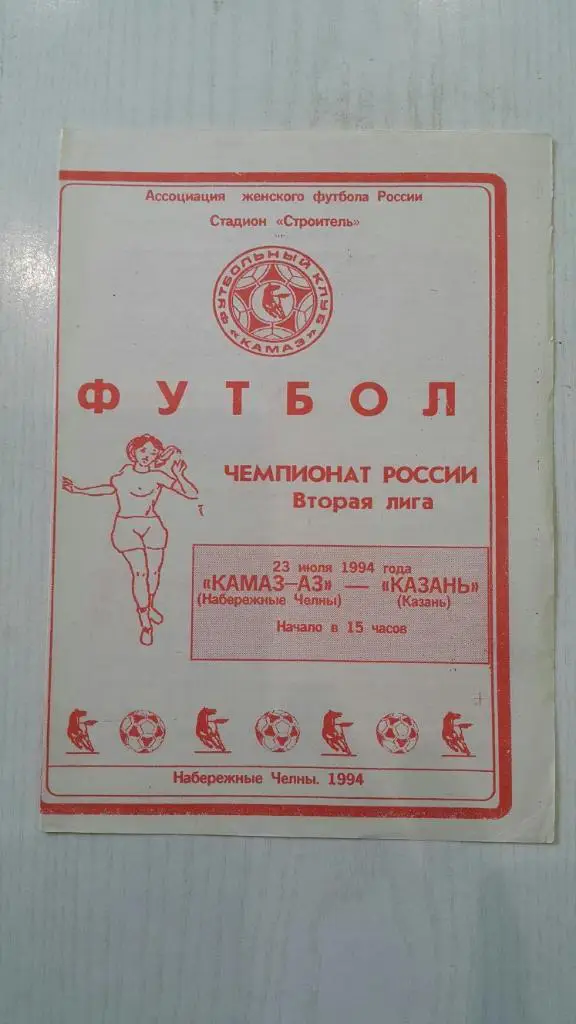 Ассоциация женского футбола России
Стадион «Строитель»
ФУТБОЛЬНЫЙ КЛУБ
«КАМАЗ»
ФУТБОЛ
ЧЕМПИОНАТ РОССИИ
Вторая лига
23 июля 1994 года
«КАМАЗ—АЗ» — «КАЗАНЬ»
(Набережные Челны) (Казань)
Начало в 15 часов
Набережные Челны. 1994